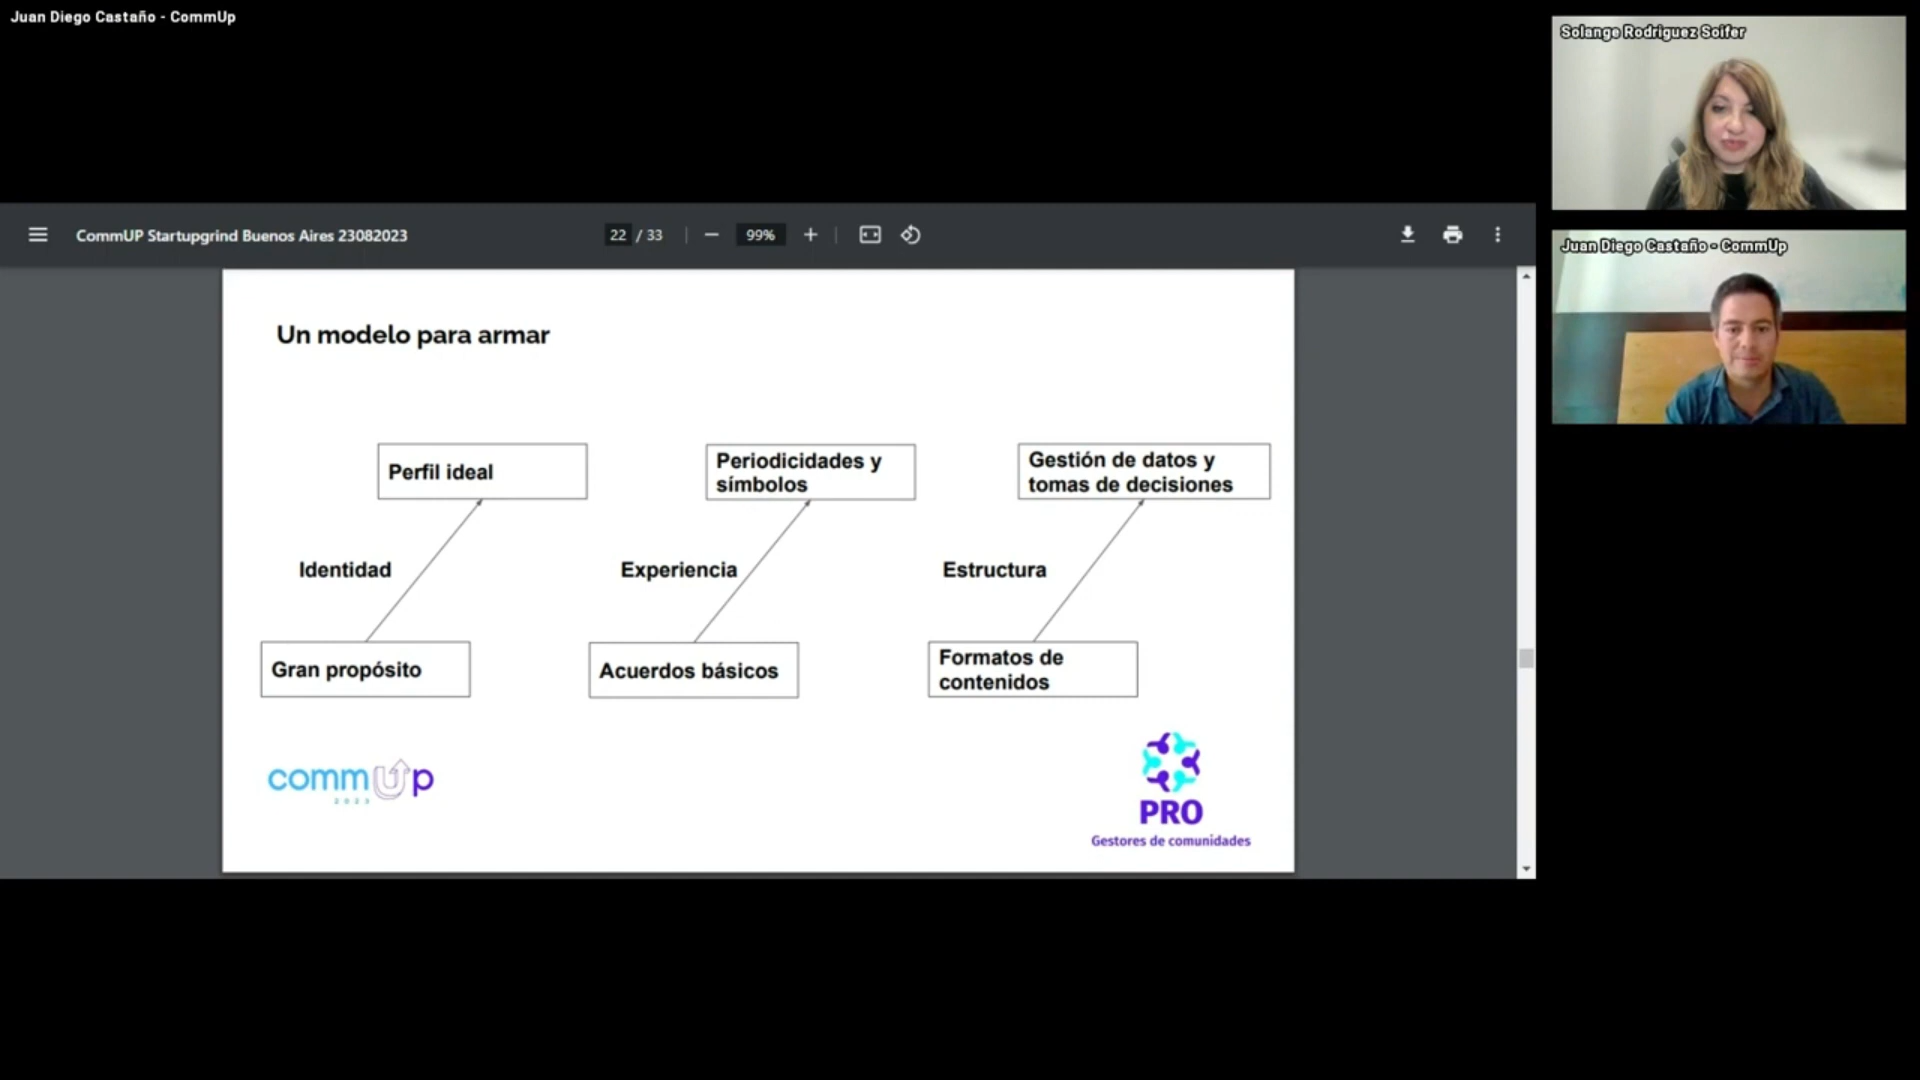 Juan Diego Castaño - CommUp
Solange Rodriguez Soifer
Juan Diego Castaño - CommUp
CommUP Startupgrind Buenos Aires 23082023
22 / 33
99%
Un modelo para armar
Perfil ideal
Periodicidades y
símbolos
Gestión de datos y
tomas de decisiones
Identidad
Experiencia
Estructura
Gran propósito
Acuerdos básicos
Formatos de
contenidos
commUp
2023
PRO
Gestores de comunidades